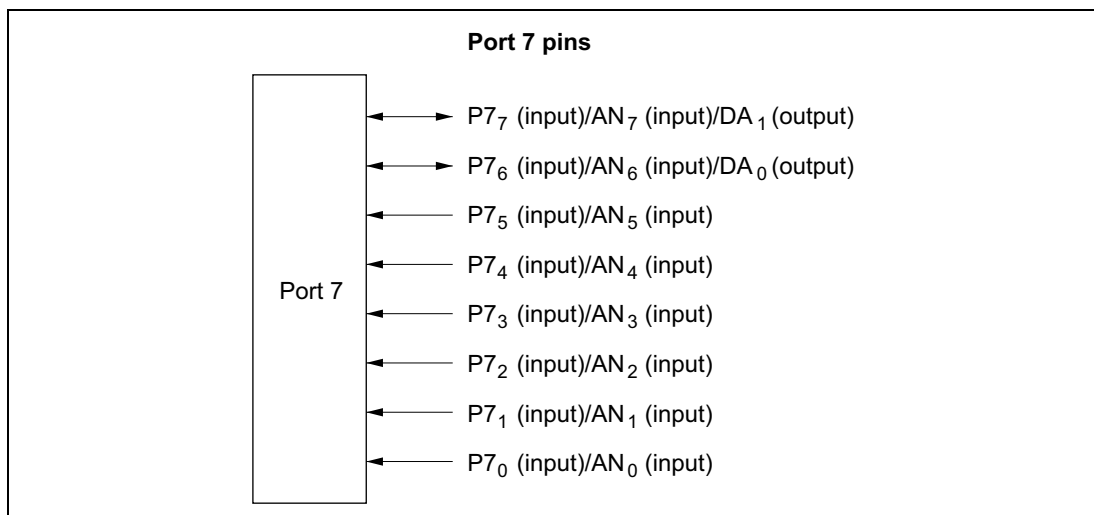 Port 7 pins
P7₇ (input)/AN₇ (input)/DA₁ (output)
P7₆ (input)/AN₆ (input)/DA₀ (output)
P7₅ (input)/AN₅ (input)
P7₄ (input)/AN₄ (input)
Port 7
P7₃ (input)/AN₃ (input)
P7₂ (input)/AN₂ (input)
P7₁ (input)/AN₁ (input)
P7₀ (input)/AN₀ (input)